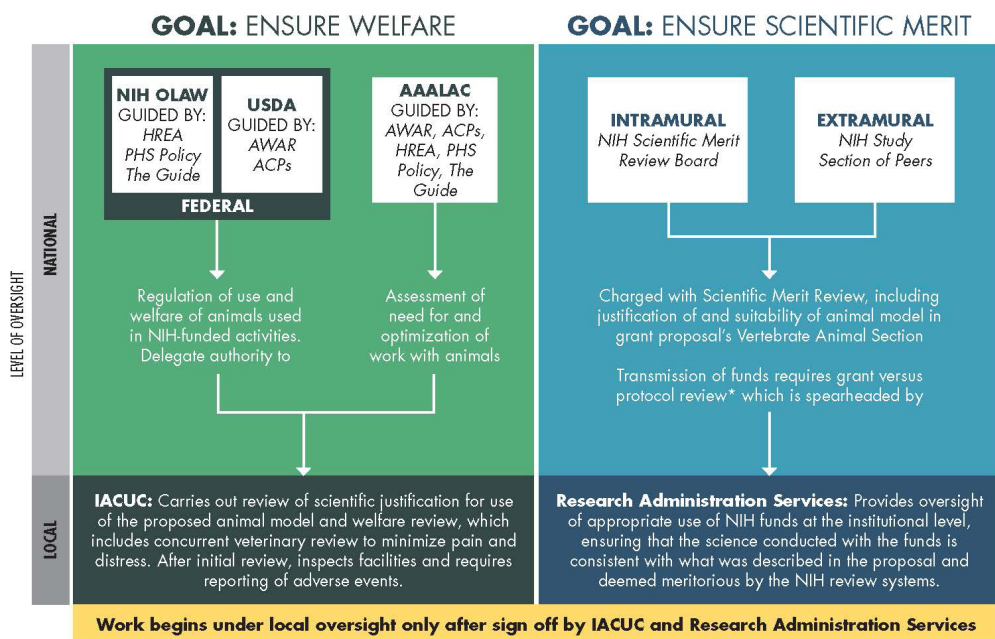 GOAL: ENSURE WELFARE
GOAL: ENSURE SCIENTIFIC MERIT
LEVEL OF OVERSIGHT
NATIONAL
NIH OLAW
GUIDED BY:
HREA
PHS Policy
The Guide
USDA
GUIDED BY:
AWAR
ACPs
FEDERAL
AAALAC
GUIDED BY:
AWAR, ACPs,
HREA, PHS
Policy, The
Guide
INTRAMURAL
NIH Scientific Merit
Review Board
EXTRAMURAL
NIH Study
Section of Peers
Regulation of use and
welfare of animals used
in NIH-funded activities.
Delegate authority to
Assessment of
need for and
optimization of
work with animals
Charged with Scientific Merit Review, including
justification of and suitability of animal model in
grant proposal's Vertebrate Animal Section
Transmission of funds requires grant versus
protocol review* which is spearheaded by
LOCAL
IACUC: Carries out review of scientific justification for use
of the proposed animal model and welfare review, which
includes concurrent veterinary review to minimize pain and
distress. After initial review, inspects facilities and requires
reporting of adverse events.
Research Administration Services: Provides oversight
of appropriate use of NIH funds at the institutional level,
ensuring that the science conducted with the funds is
consistent with what was described in the proposal and
deemed meritorious by the NIH review systems.
Work begins under local oversight only after sign off by IACUC and Research Administration Services